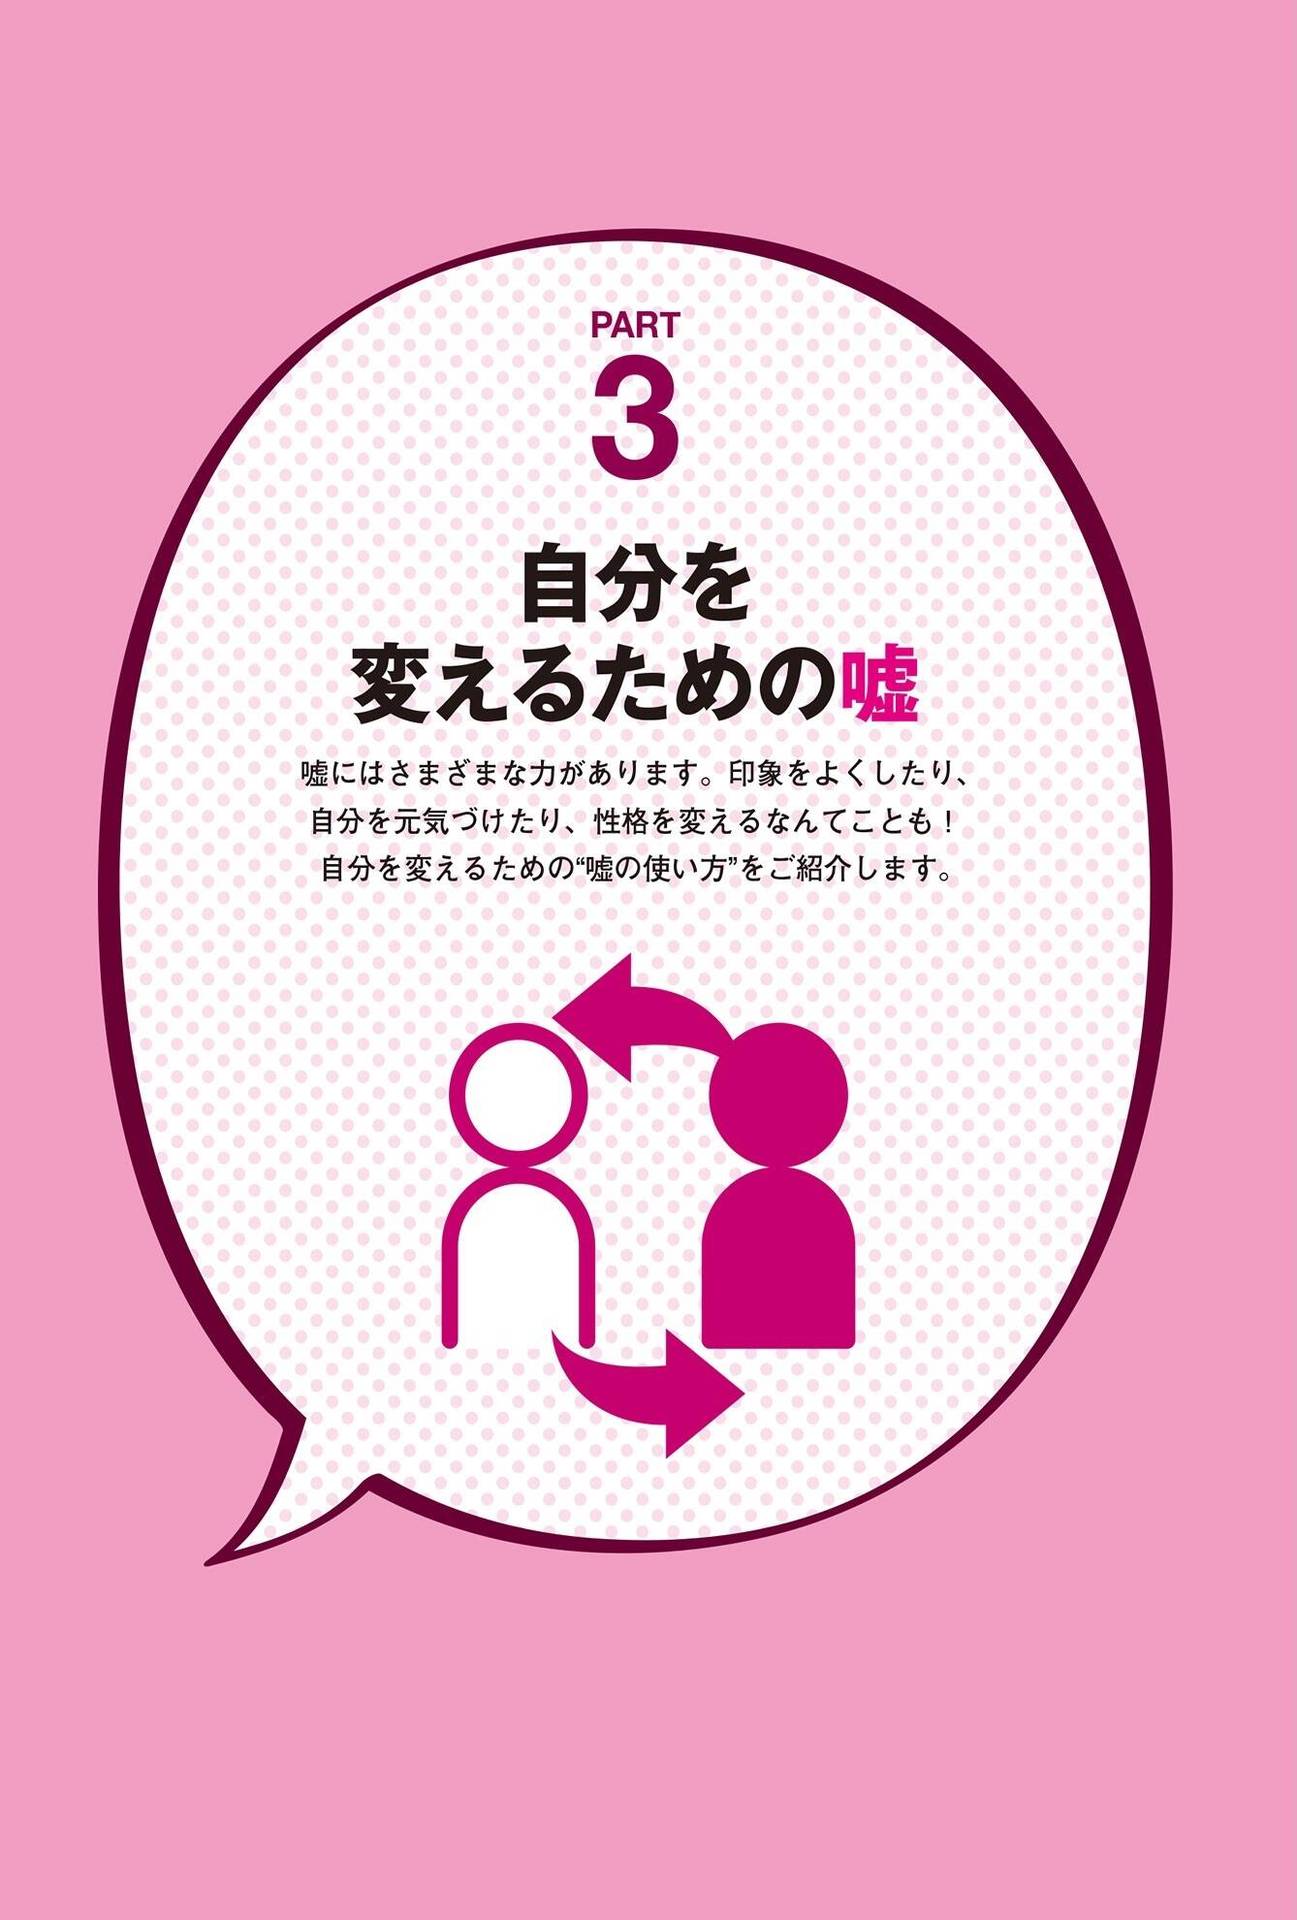 PART
3
自分を
変えるための嘘
嘘にはさまざまな力があります。印象をよくしたり、
自分を元気づけたり、性格を変えるなんてことも！
自分を変えるための“嘘の使い方”をご紹介します。